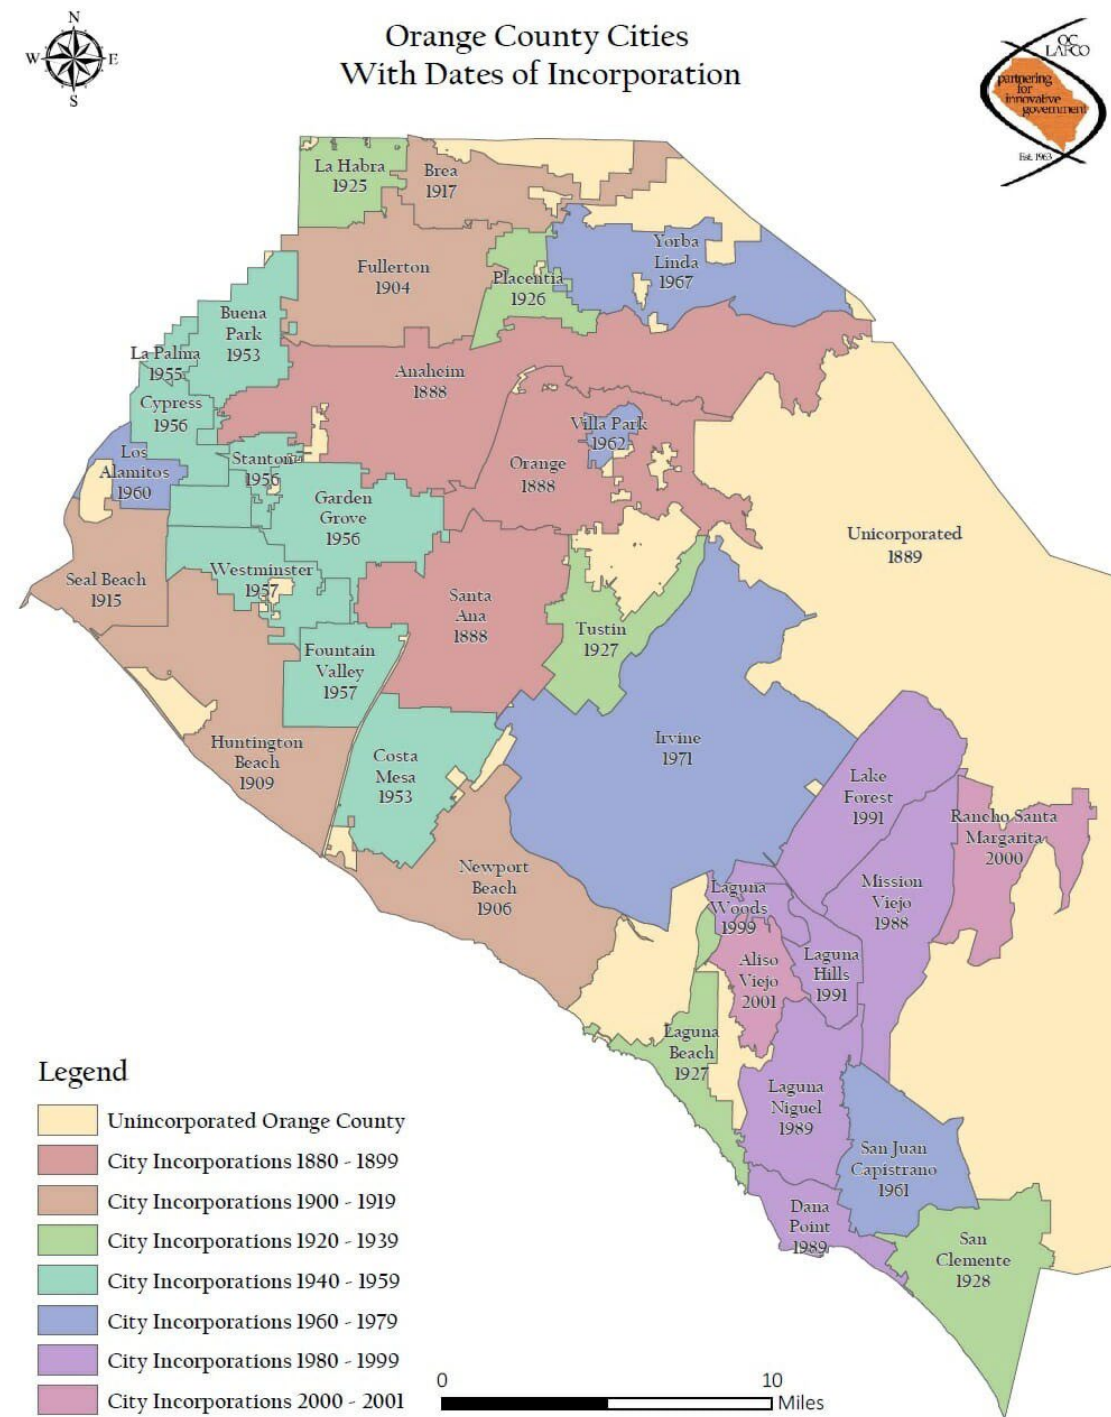 N
W
E
S
Orange County Cities
With Dates of Incorporation
OC
LAFCO
partnering
for
innovative
government
Est. 1963
La Habra
1925
Brea
1917
Fullerton
1904
Placentia
1926
Yorba
Linda
1967
Buena
Park
1953
La Palma
1955
Cypress
1956
Anaheim
1888
Villa Park
1962
Los
Alamitos
1960
Stanton
1956
Orange
1888
Garden
Grove
1956
Unicorporated
1889
Seal Beach
1915
Westminster
1957
Santa
Ana
1888
Tustin
1927
Fountain
Valley
1957
Huntington
Beach
1909
Costa
Mesa
1953
Irvine
1971
Lake
Forest
1991
Rancho Santa
Margarita
2000
Newport
Beach
1906
Laguna
Woods
1999
Mission
Viejo
1988
Aliso
Viejo
2001
Laguna
Hills
1991
Laguna
Beach
1927
Laguna
Niguel
1989
San Juan
Capistrano
1961
Dana
Point
1989
San
Clemente
1928
Legend
Unincorporated Orange County
City Incorporations 1880 - 1899
City Incorporations 1900 - 1919
City Incorporations 1920 - 1939
City Incorporations 1940 - 1959
City Incorporations 1960 - 1979
City Incorporations 1980 - 1999
City Incorporations 2000 - 2001
0
10
Miles